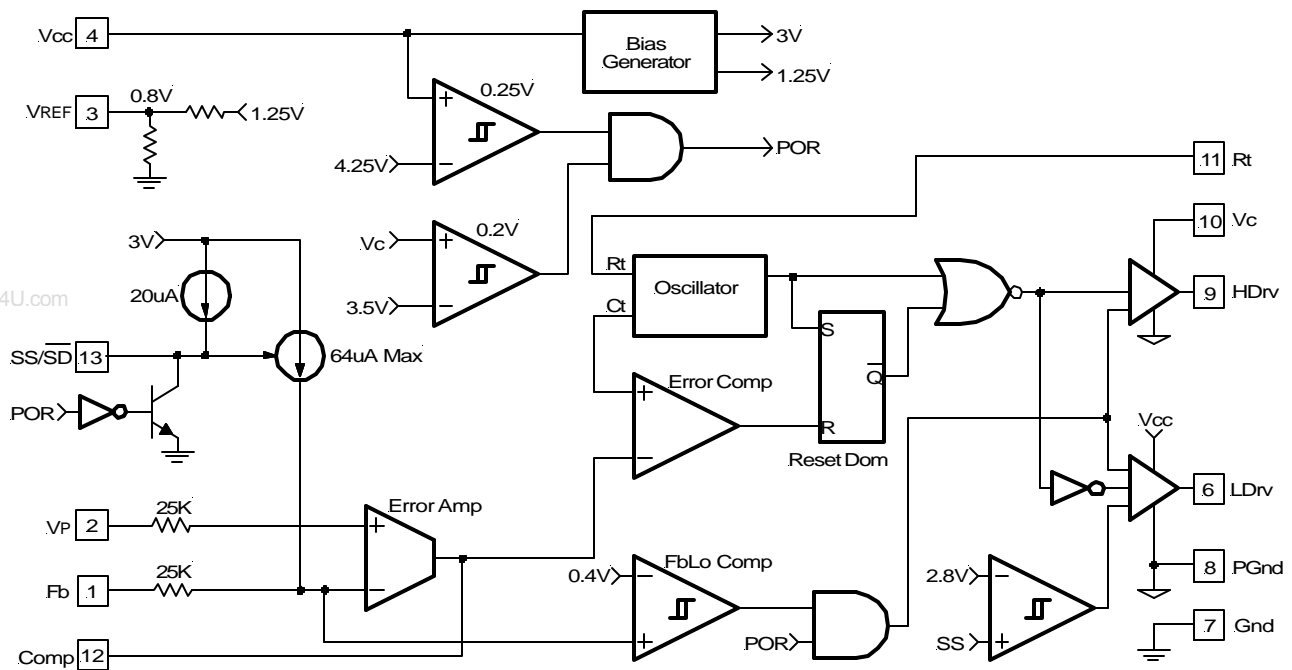 Vcc 4
Bias
Generator
3V
1.25V
0.25V
4.25V
POR
VREF 3
0.8V
1.25V
11 Rt
10 Vc
3V
20uA
Vc
0.2V
3.5V
Rt
Ct
Oscillator
9 HDrv
4U.com
SS/SD 13
64uA Max
POR
S
Q
R
Reset Dom
Error Comp
Vcc
6 LDrv
VP 2
25K
Error Amp
Fb 1
25K
0.4V
FbLo Comp
POR
2.8V
SS
8 PGnd
7 Gnd
Comp 12
+
−
+
−
+
−
+
−
−
+
−
+